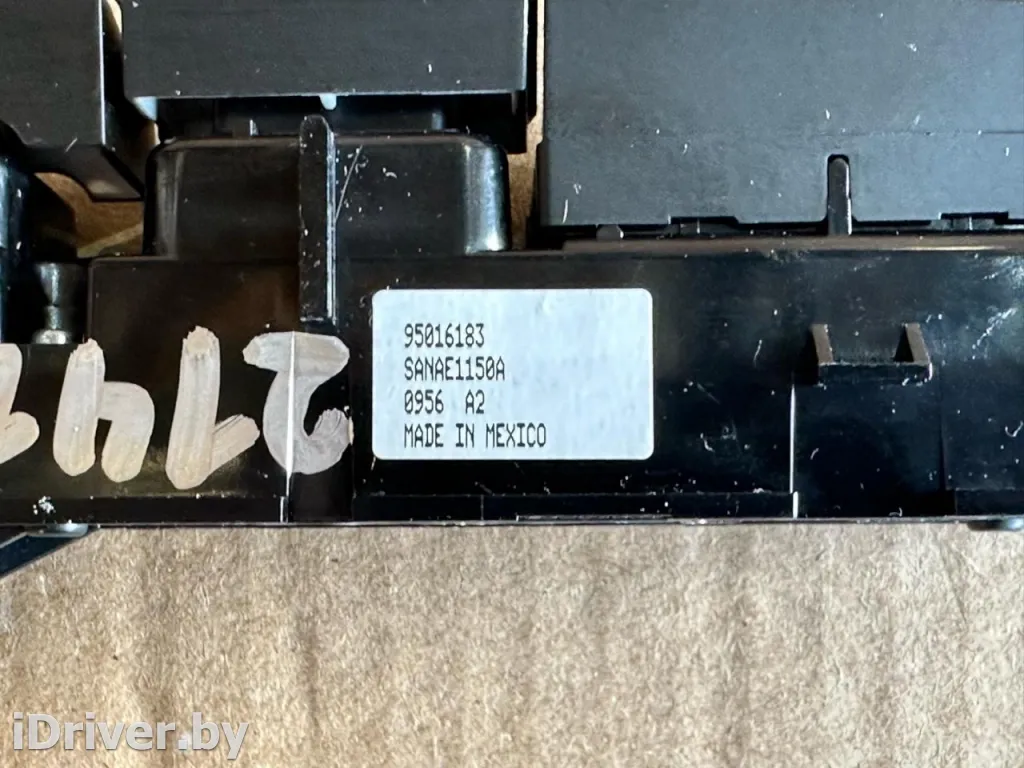 95016183
SANAE1150A
0956 A2
MADE IN MEXICO
iDriver.by